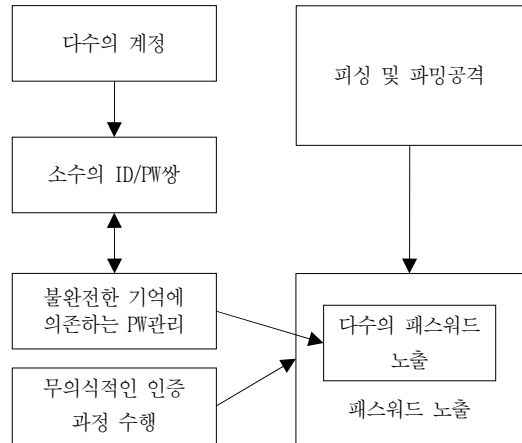 다수의 계정
피싱 및 파밍공격
소수의 ID/PW쌍
불완전한 기억에
의존하는 PW관리
다수의 패스워드
노출
무의식적인 인증
과정 수행
패스워드 노출